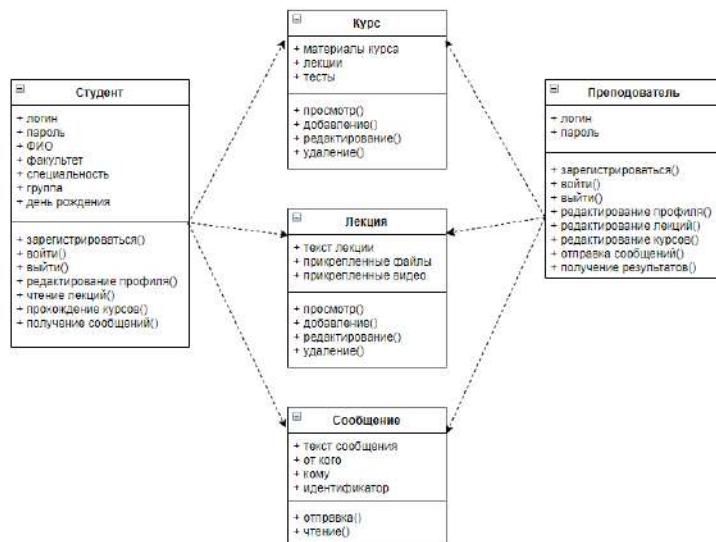 Студент
+ логин
+ пароль
+ ФИО
+ факультет
+ специальность
+ группа
+ день рождения
+ зарегистрироваться()
+ войти()
+ выйти()
+ редактирование профиля()
+ чтение лекций()
+ прохождение курсов()
+ получение сообщений()
Курс
+ материалы курса
+ лекции
+ тесты
+ просмотр()
+ добавление()
+ редактирование()
+ удаление()
Лекция
+ текст лекции
+ прикрепленные файлы
+ прикрепленные видео
+ просмотр()
+ добавление()
+ редактирование()
+ удаление()
Сообщение
+ текст сообщения
+ от кого
+ кому
+ идентификатор
+ отправка()
+ чтение()
Преподователь
+ логин
+ пароль
+ зарегистрироваться()
+ войти()
+ выйти()
+ редактирование профиля()
+ редактирование лекций()
+ редактирование курсов()
+ отправка сообщений()
+ получение результатов()